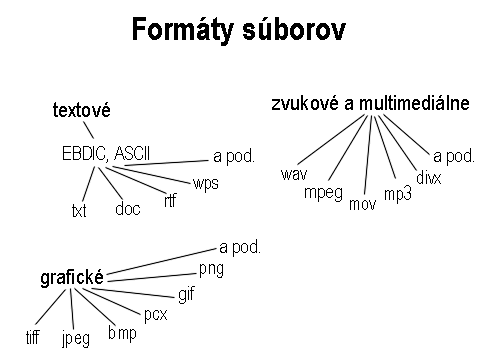 Formáty súborov
textové
EBDIC, ASCII
a pod.
wps
rtf
doc
txt
zvukové a multimediálne
wav
mpeg
mov
mp3
divx
a pod.
grafické
a pod.
png
gif
pcx
bmp
jpeg
tiff